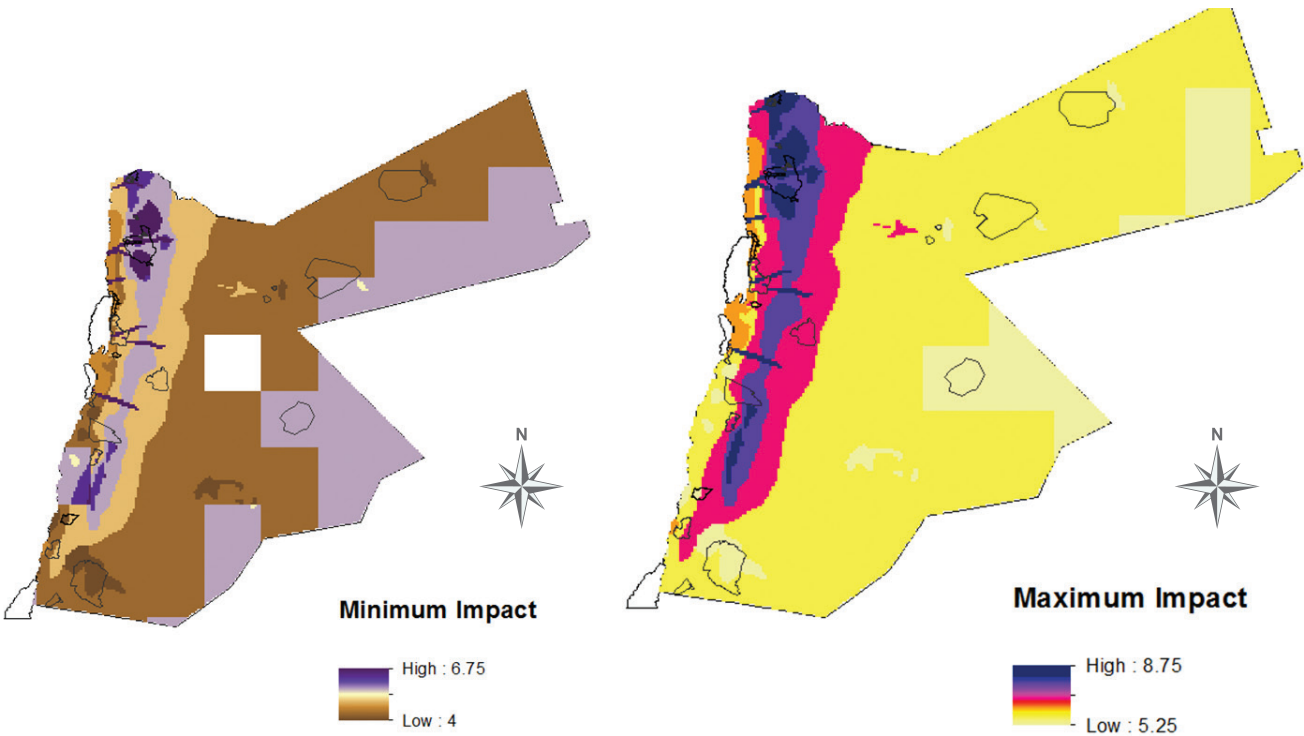 N
Minimum Impact
High : 6.75
Low : 4
N
Maximum Impact
High : 8.75
Low : 5.25